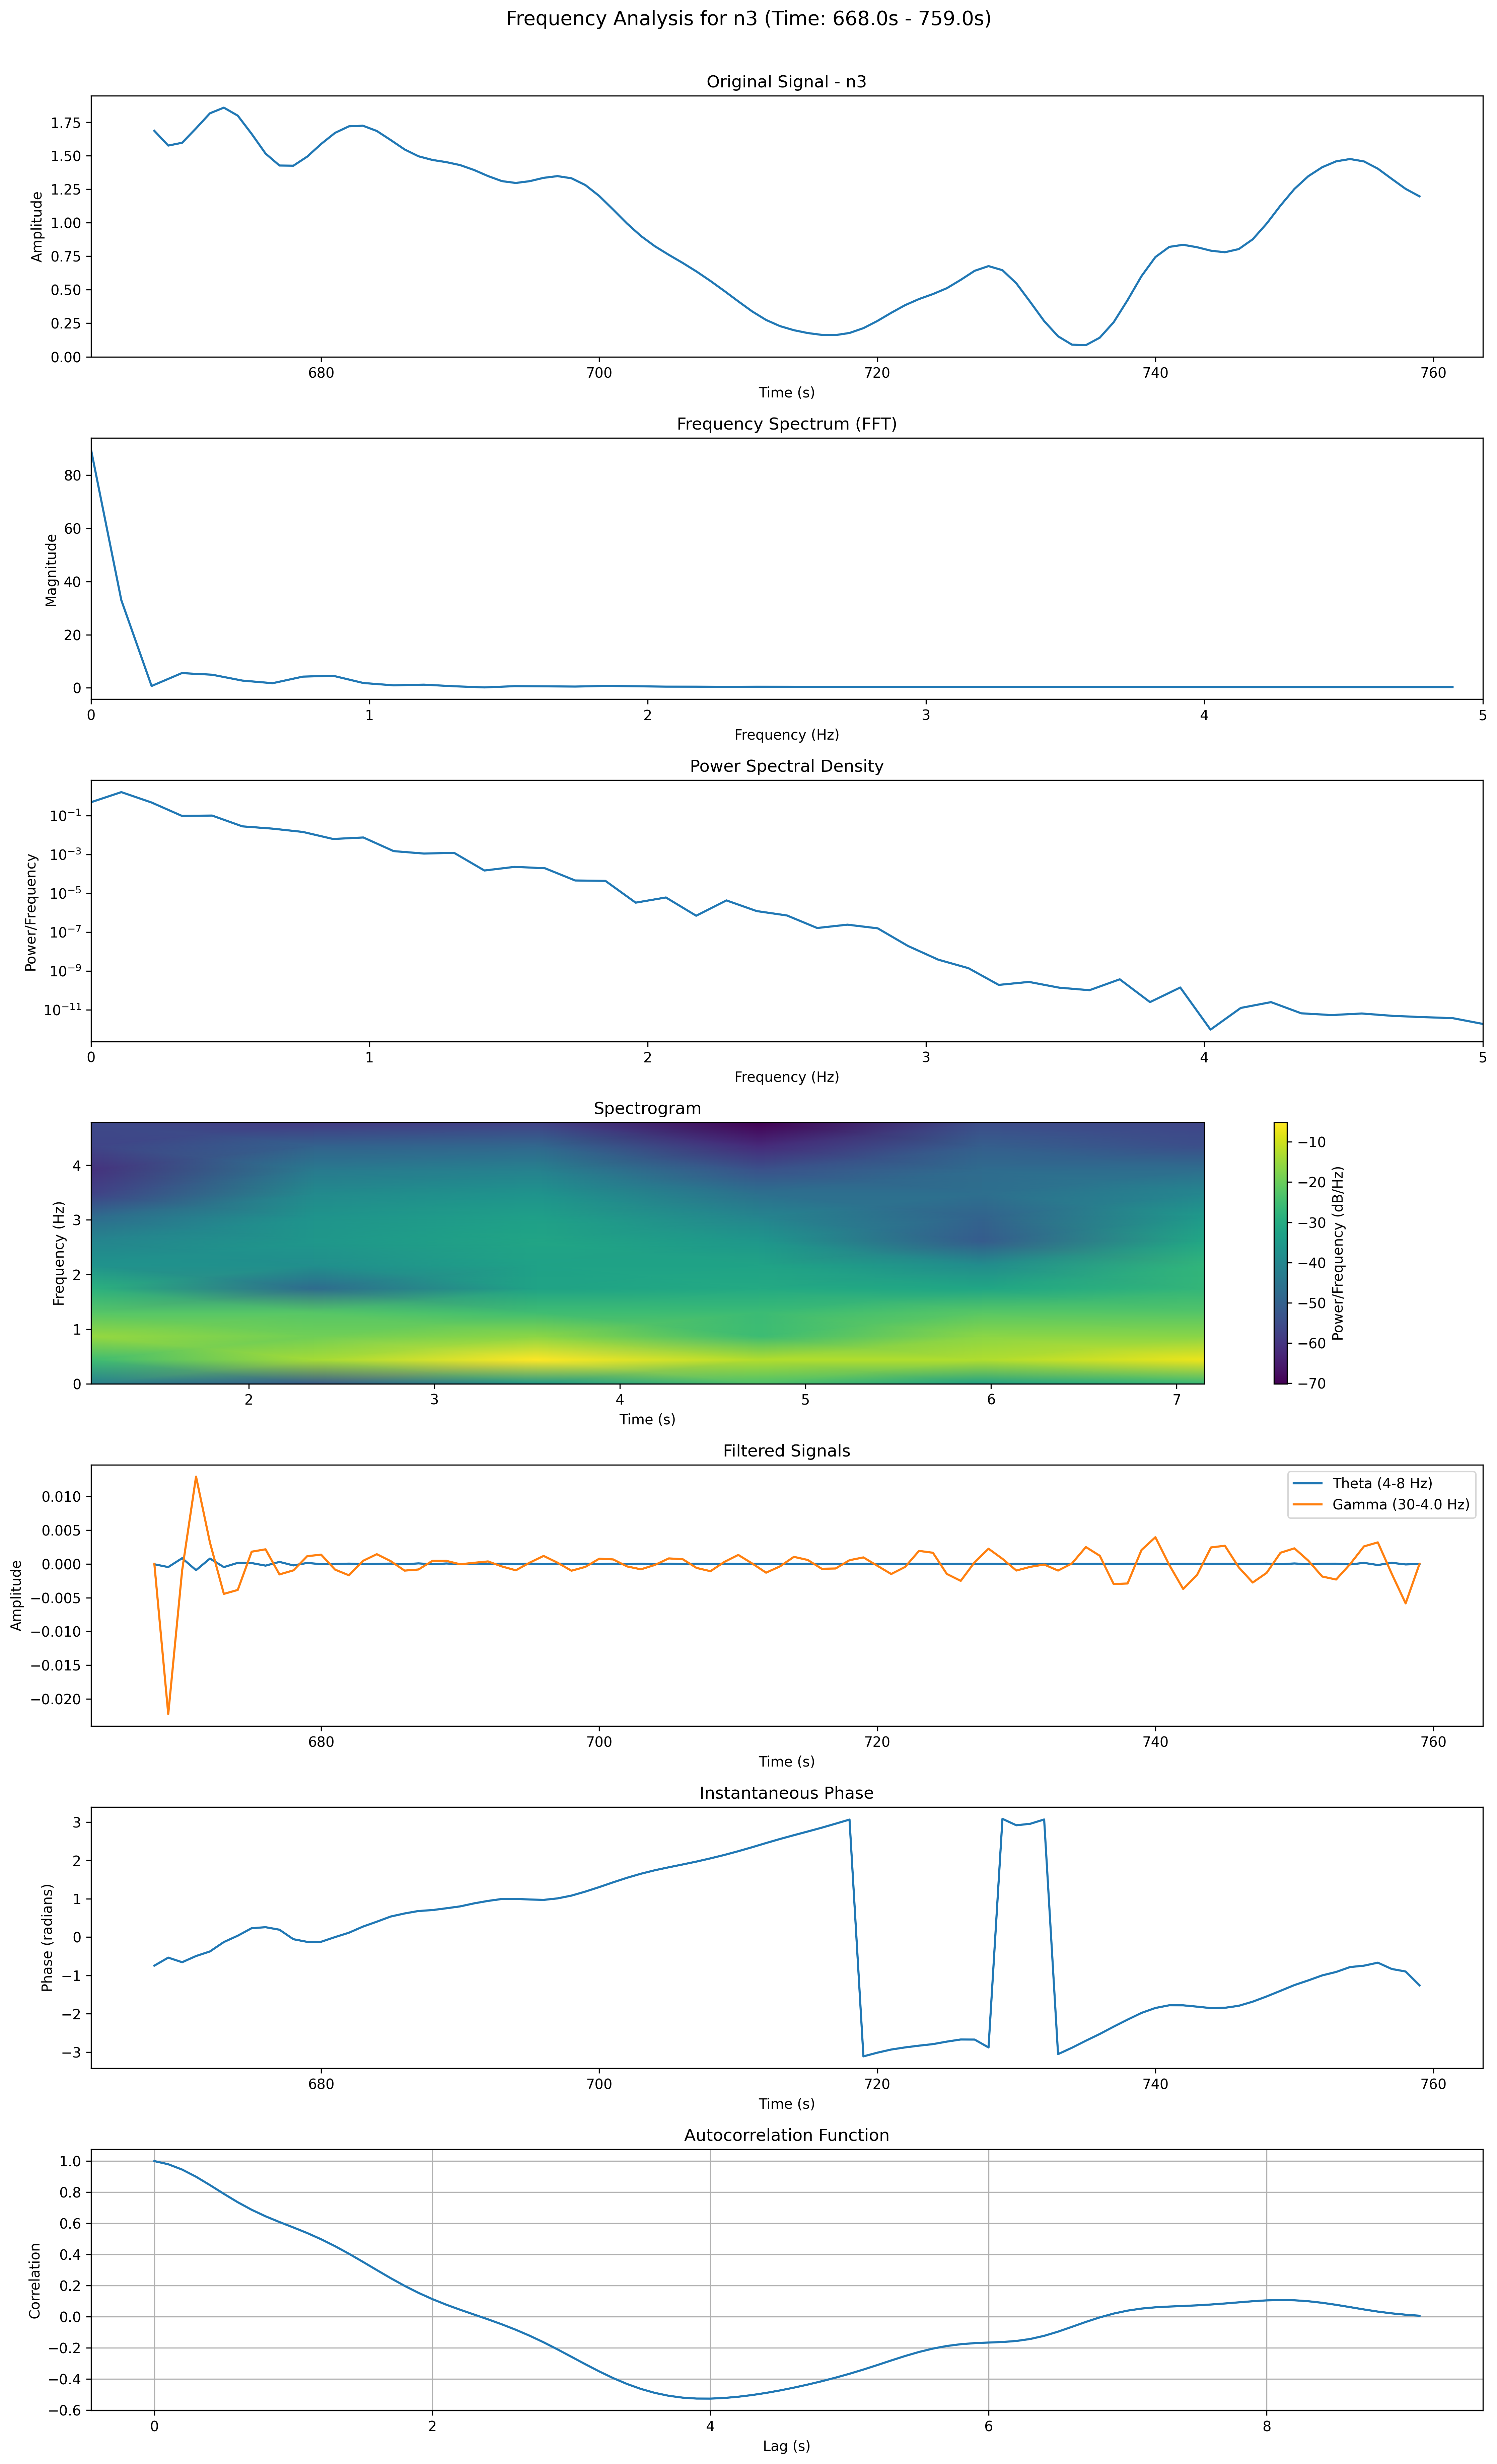 Frequency Analysis for n3 (Time: 668.0s - 759.0s)
Original Signal - n3
Amplitude
1.75
1.50
1.25
1.00
0.75
0.50
0.25
0.00
680 700 720 740 760
Time (s)
Frequency Spectrum (FFT)
Magnitude
80
60
40
20
0
0 1 2 3 4 5
Frequency (Hz)
Power Spectral Density
Power/Frequency
10⁻¹
10⁻³
10⁻⁵
10⁻⁷
10⁻⁹
10⁻¹¹
0 1 2 3 4 5
Frequency (Hz)
Spectrogram
Frequency (Hz)
4
3
2
1
0
2 3 4 5 6 7
Time (s)
−10
−20
−30
−40
−50
−60
−70
Power/Frequency (dB/Hz)
Filtered Signals
Amplitude
0.010
0.005
0.000
−0.005
−0.010
−0.015
−0.020
Theta (4-8 Hz)
Gamma (30-4.0 Hz)
680 700 720 740 760
Time (s)
Instantaneous Phase
Phase (radians)
3
2
1
0
−1
−2
−3
680 700 720 740 760
Time (s)
Autocorrelation Function
Correlation
1.0
0.8
0.6
0.4
0.2
0.0
−0.2
−0.4
−0.6
0 2 4 6 8
Lag (s)